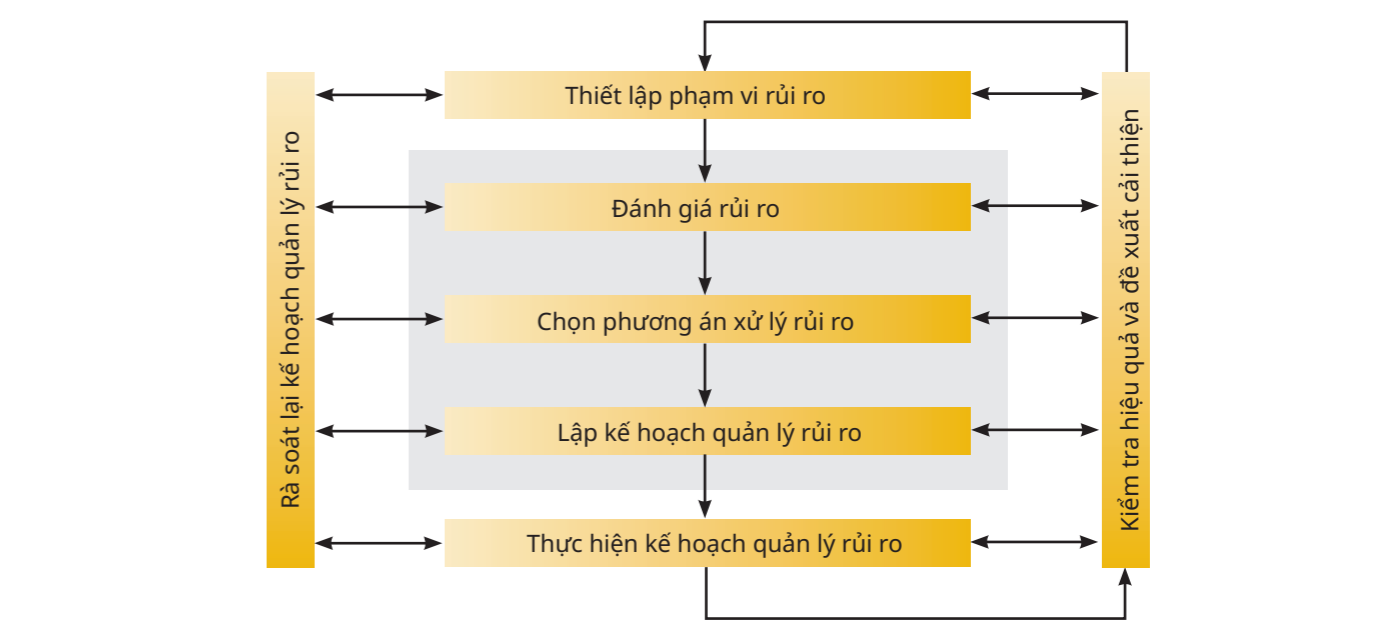 Thiết lập phạm vi rủi ro
Rà soát lại kế hoạch quản lý rủi ro
Đánh giá rủi ro
Chọn phương án xử lý rủi ro
Lập kế hoạch quản lý rủi ro
Thực hiện kế hoạch quản lý rủi ro
Kiểm tra hiệu quả và đề xuất cải thiện